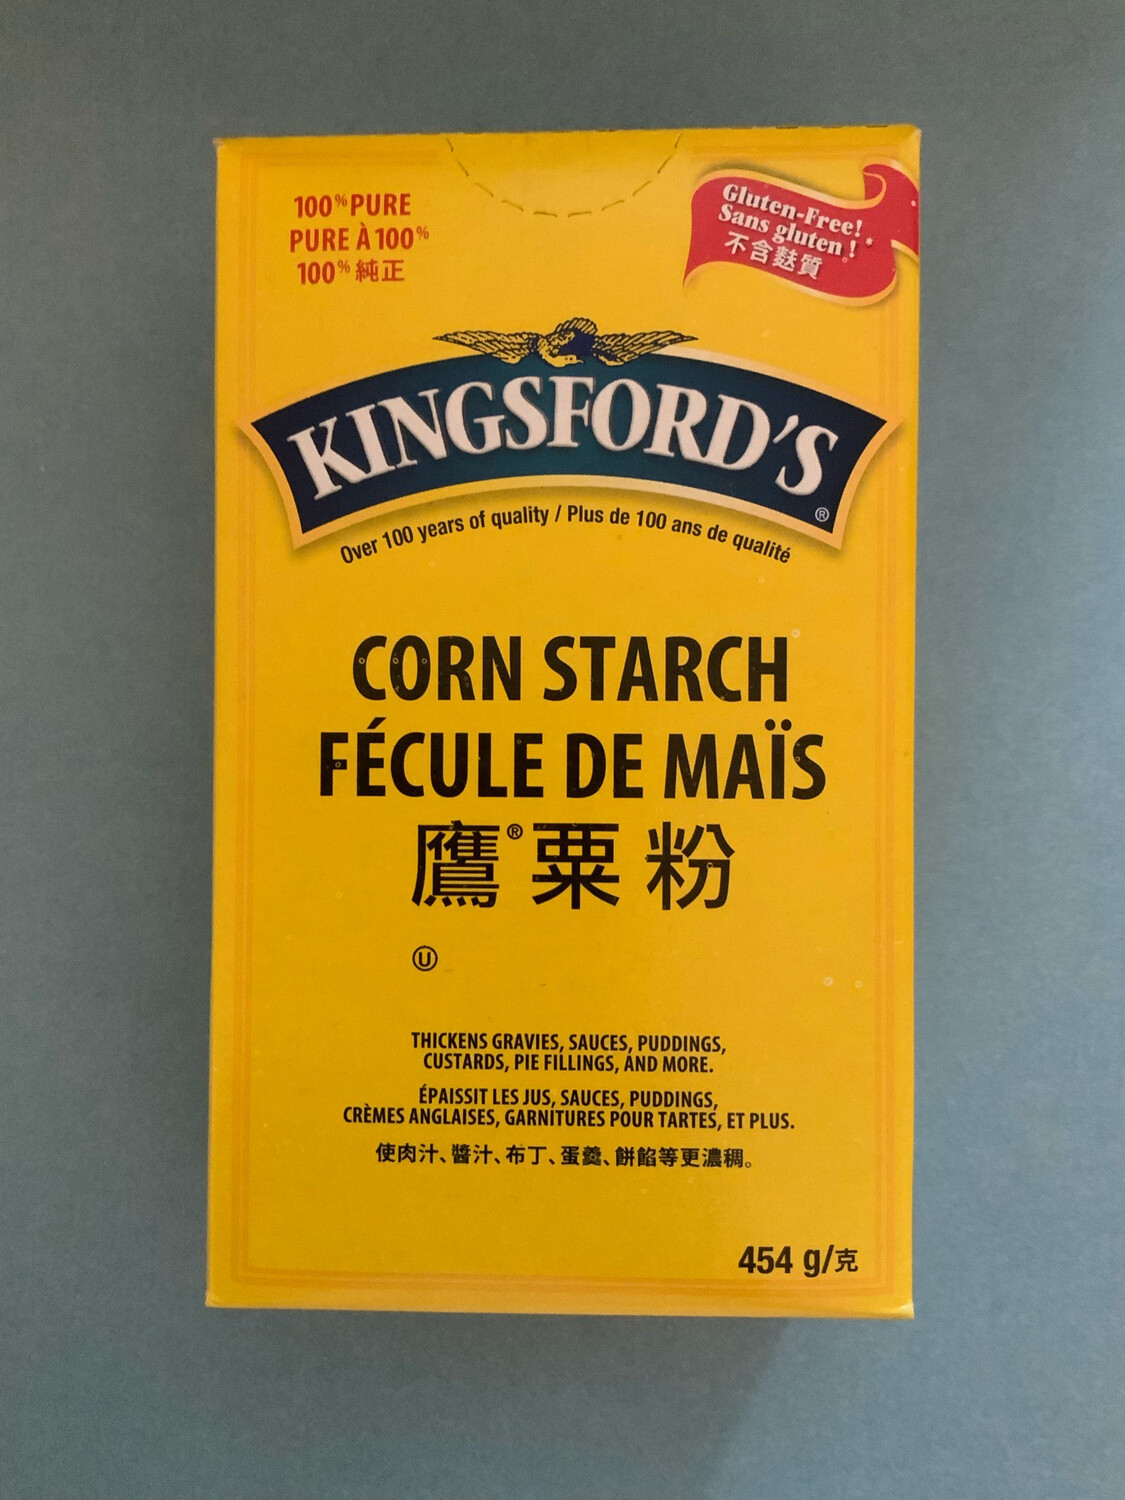 100% PURE
PURE À 100%
100% 純正
Gluten-Free!
Sans gluten !*
不含麩質
KINGSFORD'S®
Over 100 years of quality / Plus de 100 ans de qualité
CORN STARCH
FÉCULE DE MAÏS
鷹®粟粉
Ⓤ
THICKENS GRAVIES, SAUCES, PUDDINGS,
CUSTARDS, PIE FILLINGS, AND MORE.
ÉPAISSIT LES JUS, SAUCES, PUDDINGS,
CRÈMES ANGLAISES, GARNITURES POUR TARTES, ET PLUS.
使肉汁、醬汁、布丁、蛋羹、餅餡等更濃稠。
454 g/克